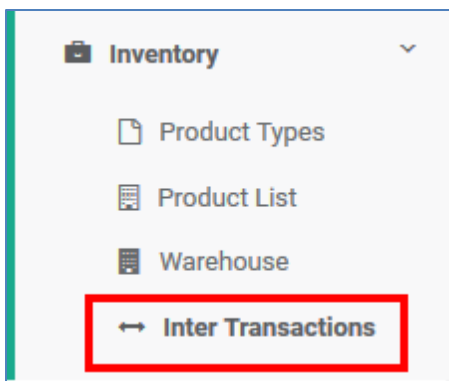 Inventory
Product Types
Product List
Warehouse
Inter Transactions